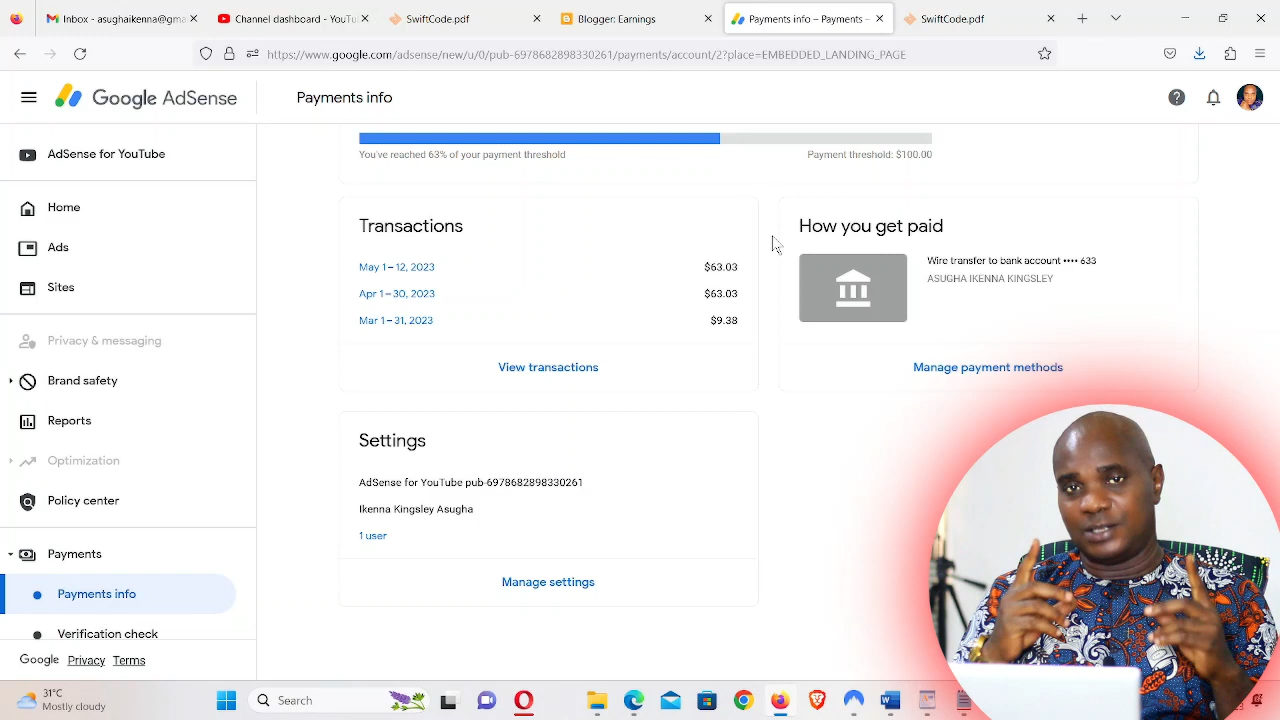 Inbox – asughaikenna@gm
Channel dashboard - YouTu
SwiftCode.pdf
Blogger: Earnings
Payments info – Payments –
SwiftCode.pdf
https://www.google.com/adsense/new/u/0/pub-6978682898330261/payments/account/2?place=EMBEDDED_LANDING_PAGE
Google AdSense
Payments info
AdSense for YouTube
Home
Ads
Sites
Privacy & messaging
Brand safety
Reports
Optimization
Policy center
Payments
Payments info
Verification check
Google Privacy Terms
You've reached 63% of your payment threshold
Payment threshold: $100.00
Transactions
May 1–12, 2023 $63.03
Apr 1–30, 2023 $63.03
Mar 1–31, 2023 $9.38
View transactions
How you get paid
Wire transfer to bank account •••• 633
ASUGHA IKENNA KINGSLEY
Manage payment methods
Settings
AdSense for YouTube pub-6978682898330261
Ikenna Kingsley Asugha
1 user
Manage settings
31°C
Mostly cloudy
Search